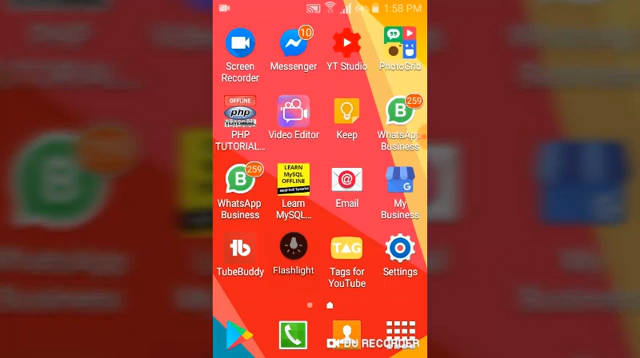 1:58 PM
10
Screen
Recorder
Messenger
YT Studio
PhotoGrid
OFFLINE
php
259
PHP
TUTORIAL...
Video Editor
Keep
WhatsApp
Business
259
LEARN
MySQL
OFFLINE
WhatsApp
Business
Learn
MySQL...
Email
My
Business
TAG
TubeBuddy
Flashlight
Tags for
YouTube
Settings
DU RECORDER